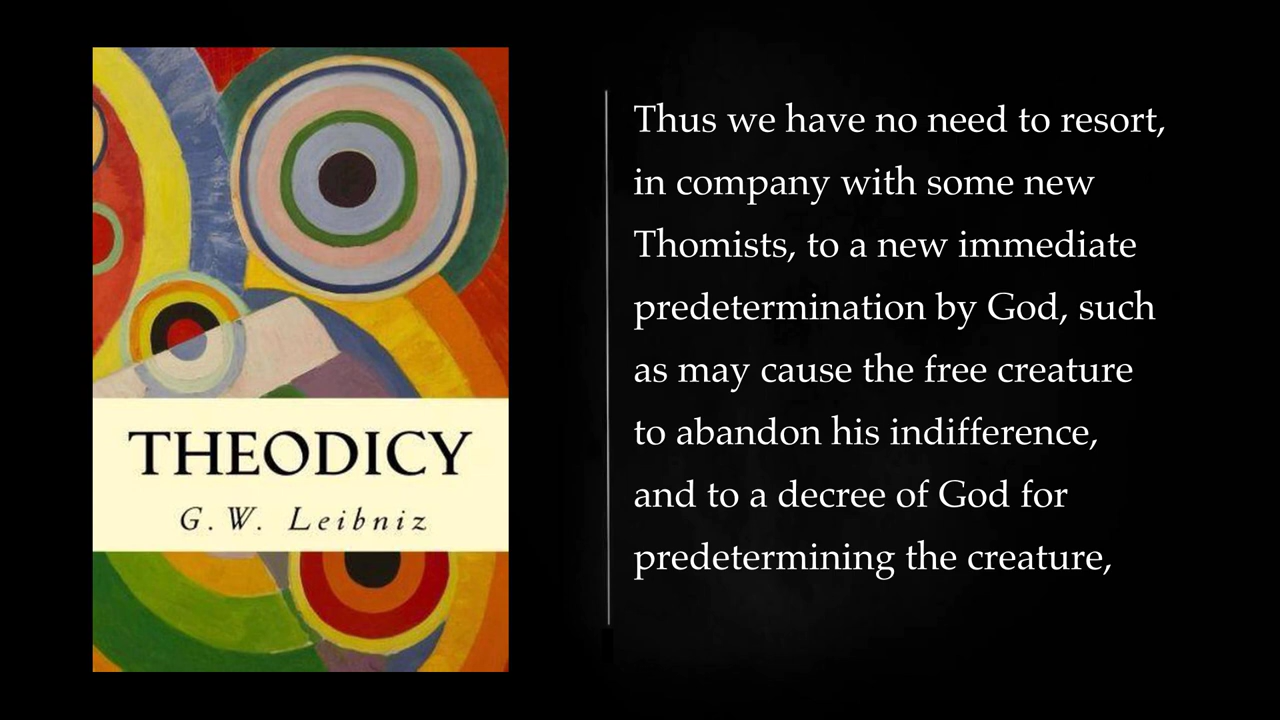 THEODICY
G.W. Leibniz
Thus we have no need to resort,
in company with some new
Thomists, to a new immediate
predetermination by God, such
as may cause the free creature
to abandon his indifference,
and to a decree of God for
predetermining the creature,